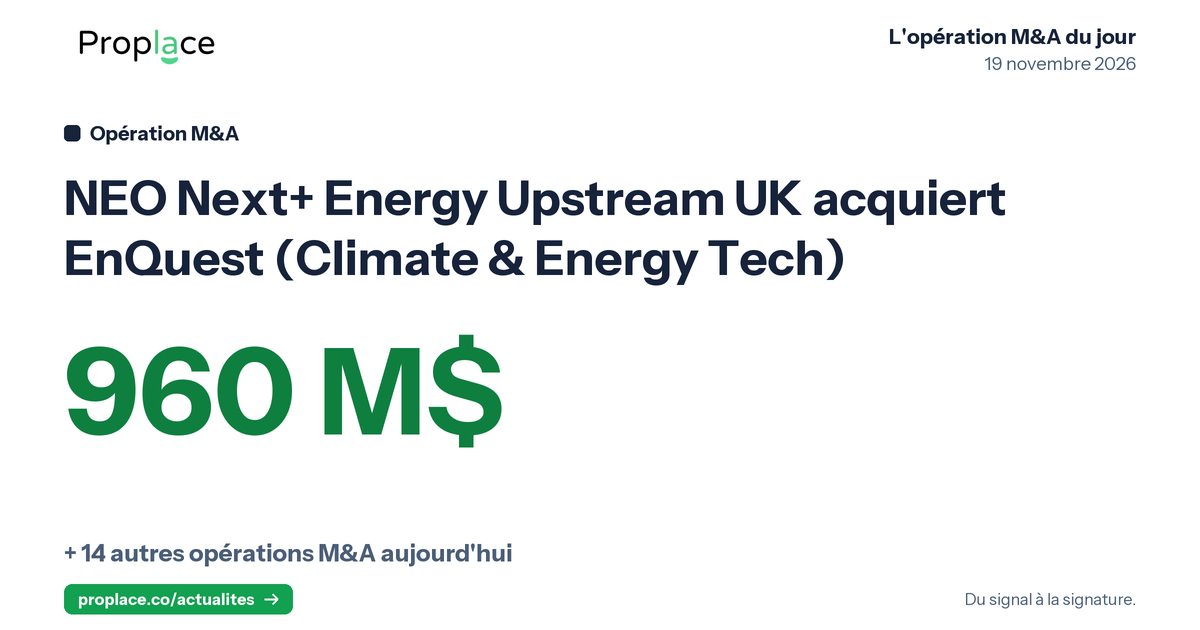 Proplace
L'opération M&A du jour
19 novembre 2026
Opération M&A
NEO Next+ Energy Upstream UK acquiert
EnQuest (Climate & Energy Tech)
960 M$
+ 14 autres opérations M&A aujourd'hui
proplace.co/actualites →
Du signal à la signature.